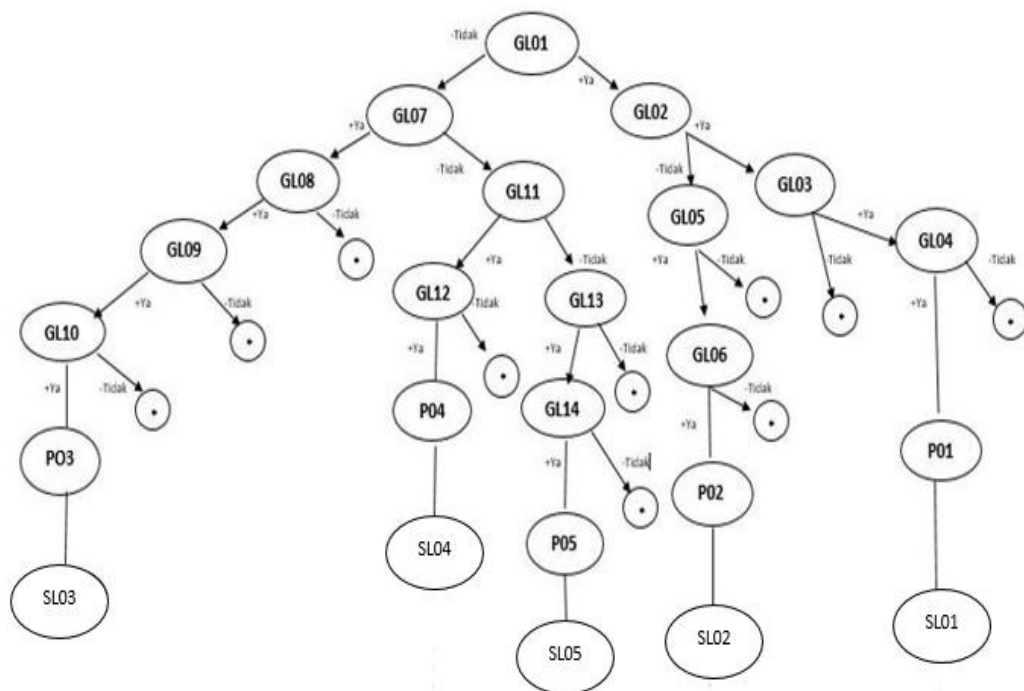 -Tidak
GL01
+Ya
GL07
GL02
+Ya
-Tidak
+Ya
-Tidak
GL08
GL11
GL05
GL03
+Ya
-Tidak
+Ya
GL09
GL04
+Ya
-Tidak
+Ya
-Tidak
-Tidak
-Tidak
+Ya
-Tidak
GL12
-Tidak
GL13
GL10
GL06
+Ya
+Ya
-Tidak
+Ya
-Tidak
+Ya
-Tidak
-Tidak
P04
GL14
+Ya
PO3
+Ya
-Tidak
P01
P02
SL04
P05
SL03
SL05
SL02
SL01